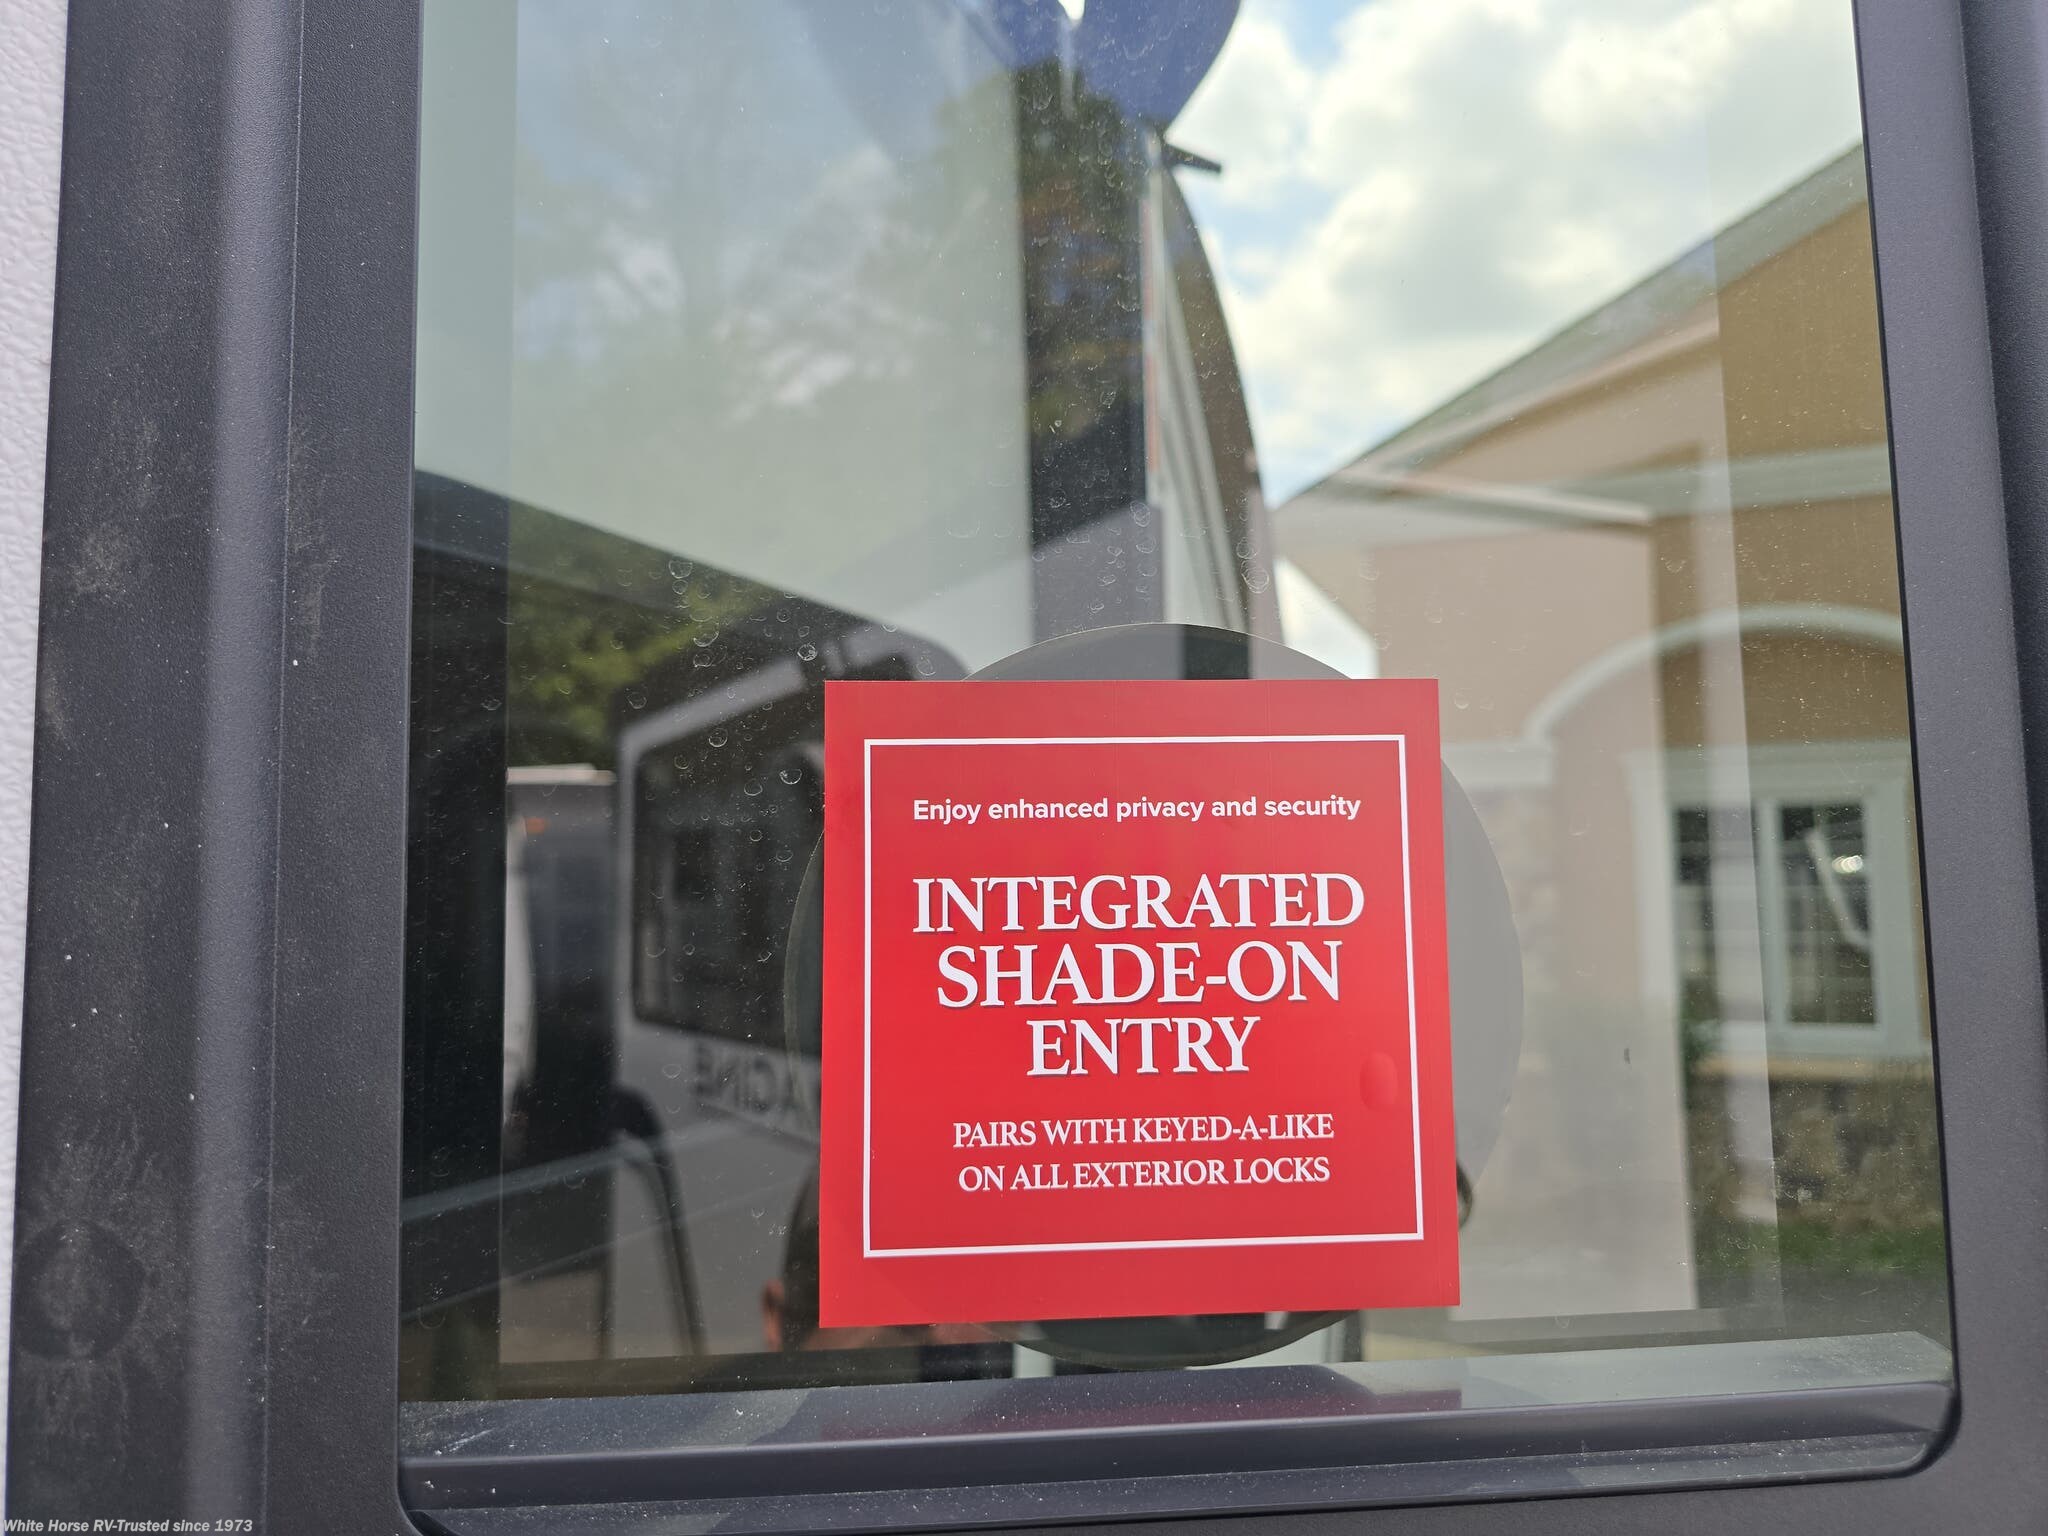 Enjoy enhanced privacy and security
INTEGRATED
SHADE-ON
ENTRY
PAIRS WITH KEYED-A-LIKE
ON ALL EXTERIOR LOCKS
White Horse RV-Trusted since 1973